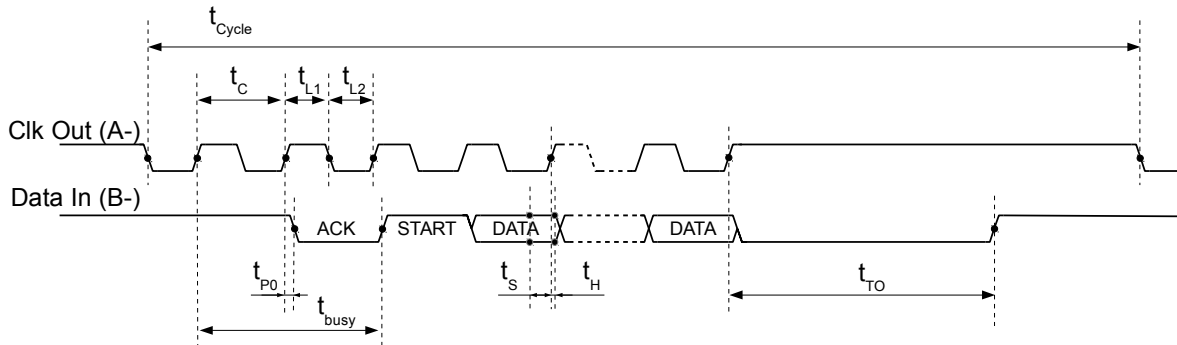 tCycle
tC tL1 tL2
Clk Out (A-)
Data In (B-)
ACK START DATA DATA
tP0 tS tH tTO
tbusy